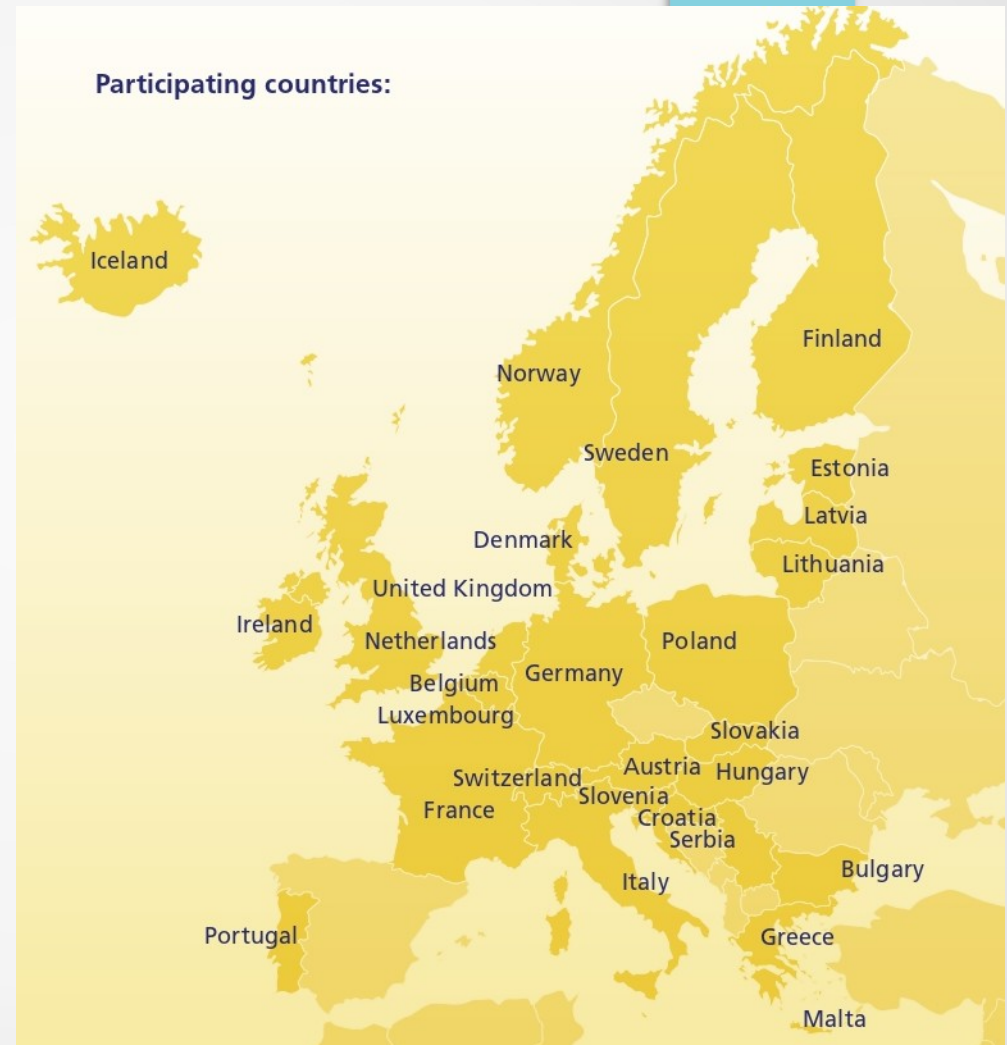 Participating countries:
Iceland
Finland
Norway
Sweden
Estonia
Latvia
Denmark
Lithuania
United Kingdom
Ireland
Netherlands
Poland
Germany
Belgium
Luxembourg
Slovakia
Austria
Hungary
Switzerland
Slovenia
France
Croatia
Serbia
Bulgary
Italy
Portugal
Greece
Malta